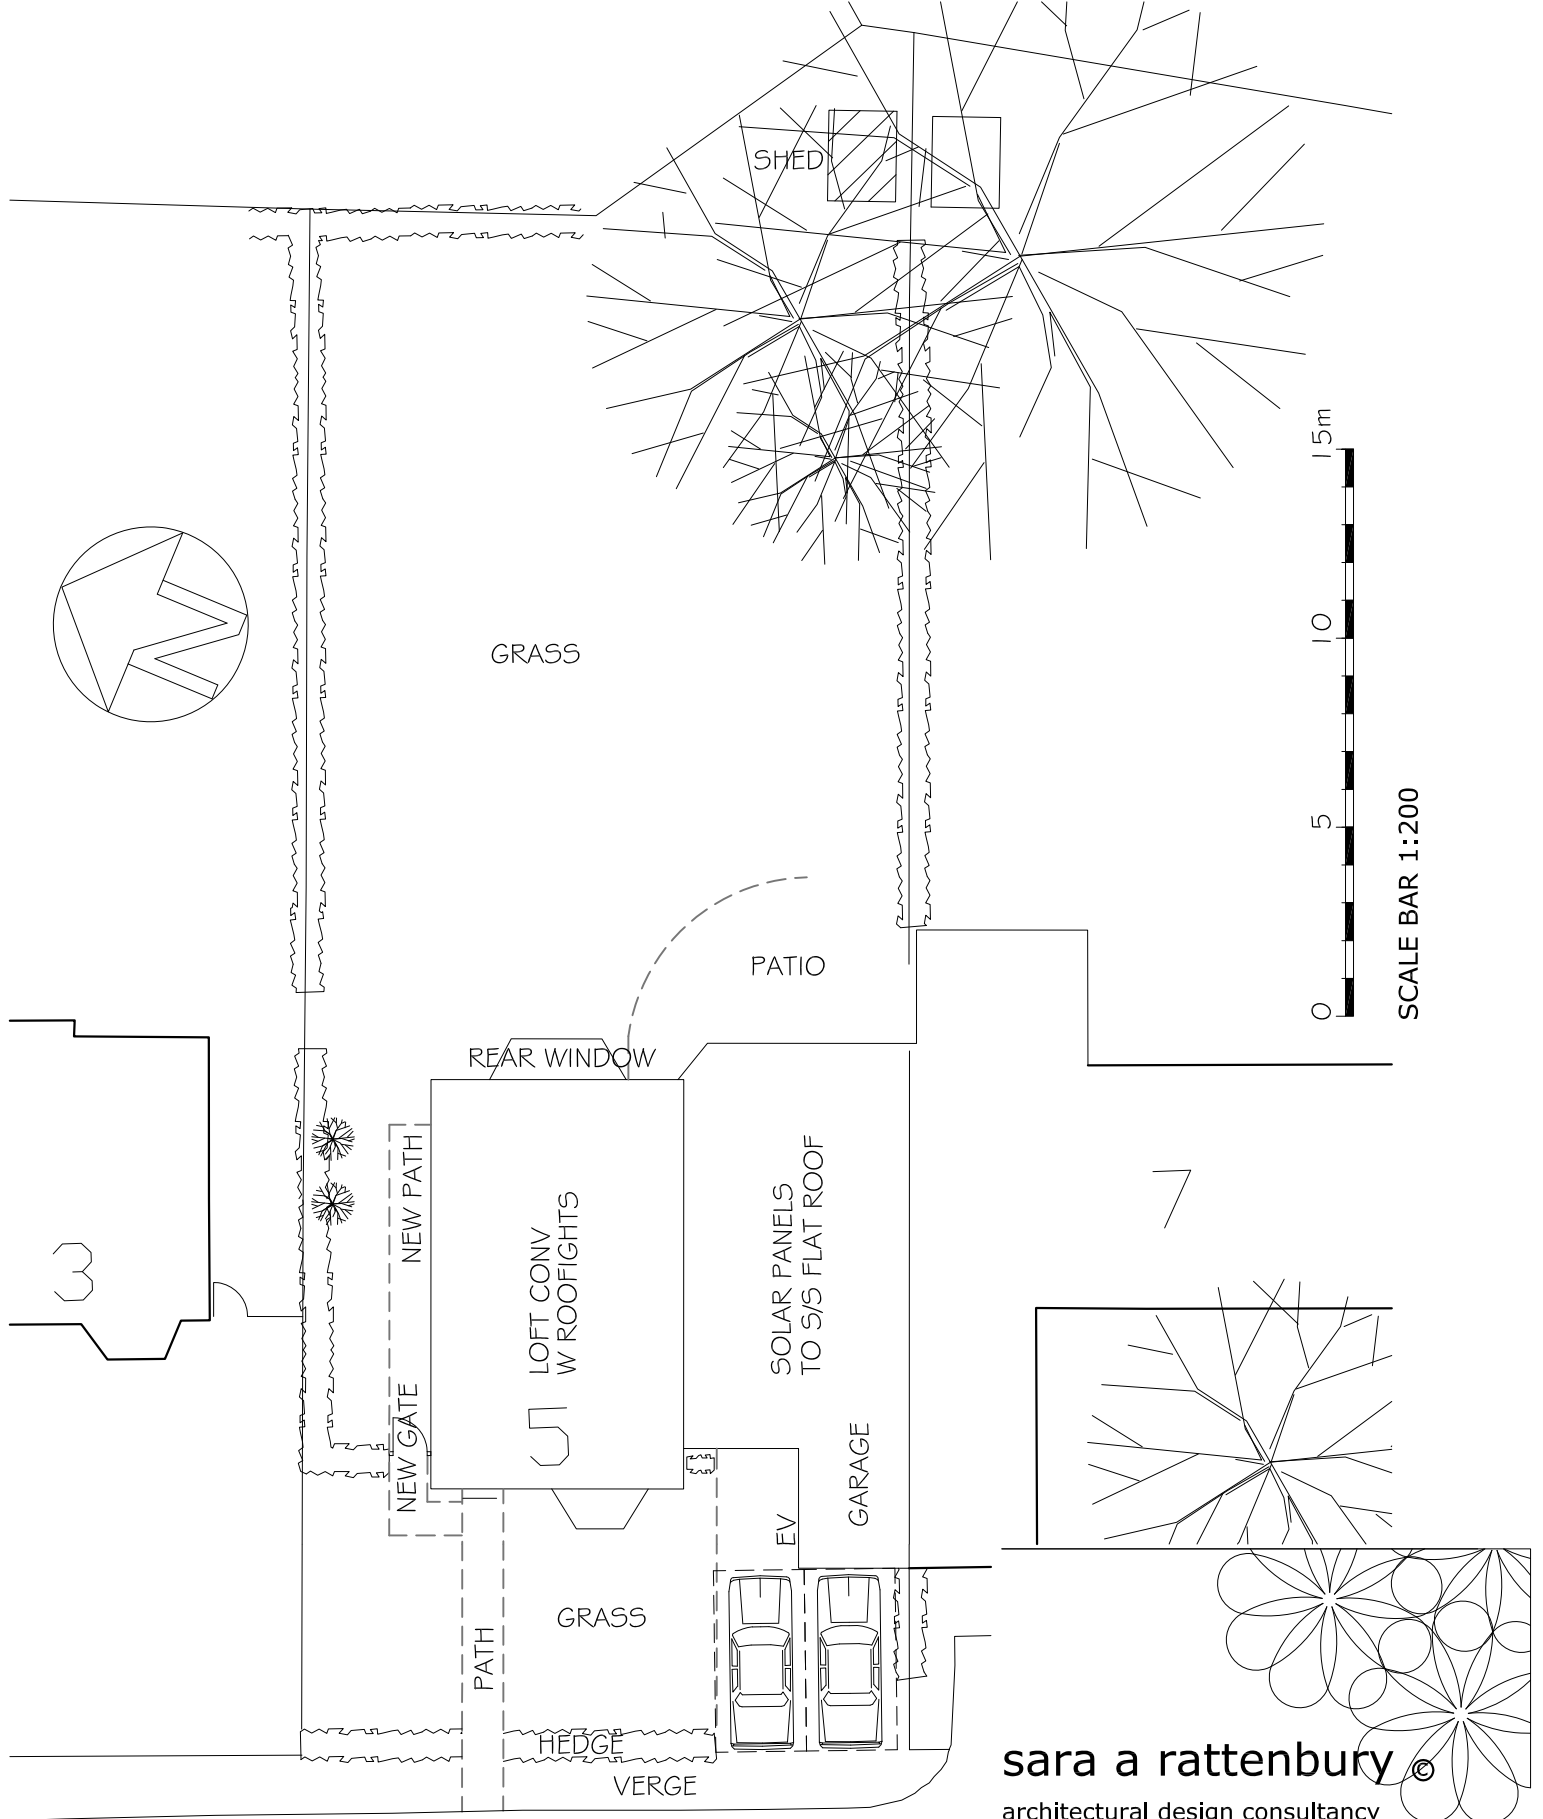 SHED
15m
10
5
0
SCALE BAR 1:200
N
GRASS
PATIO
REAR WINDOW
NEW PATH
LOFT CONV
W ROOFIGHTS
SOLAR PANELS
TO S/S FLAT ROOF
3
5
7
NEW GATE
GARAGE
EV
GRASS
PATH
HEDGE
VERGE
sara a rattenbury ©
architectural design consultancy